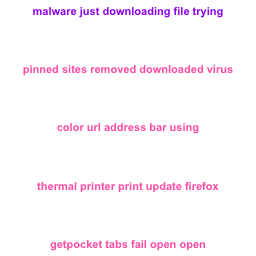 malware just downloading file trying
pinned sites removed downloaded virus
color url address bar using
thermal printer print update firefox
getpocket tabs fail open open